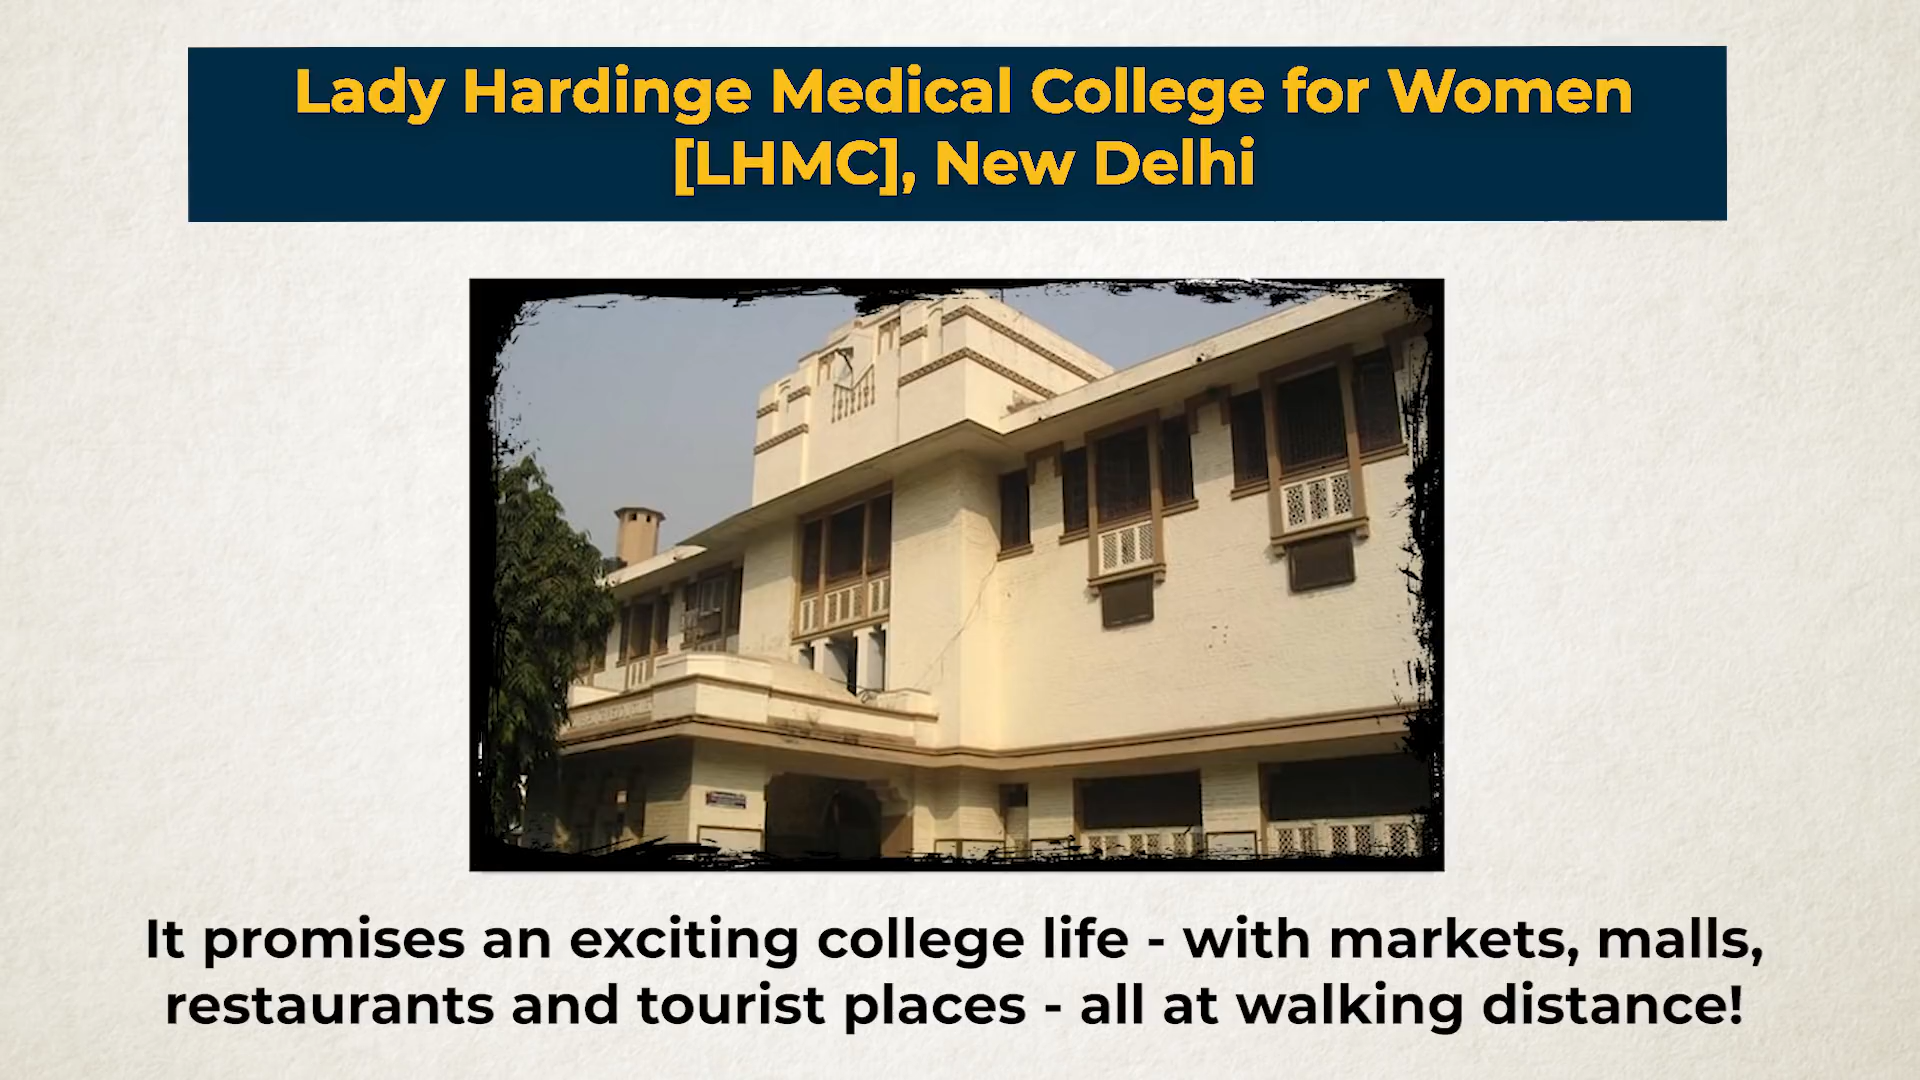 Lady Hardinge Medical College for Women
[LHMC], New Delhi
It promises an exciting college life - with markets, malls,
restaurants and tourist places - all at walking distance!